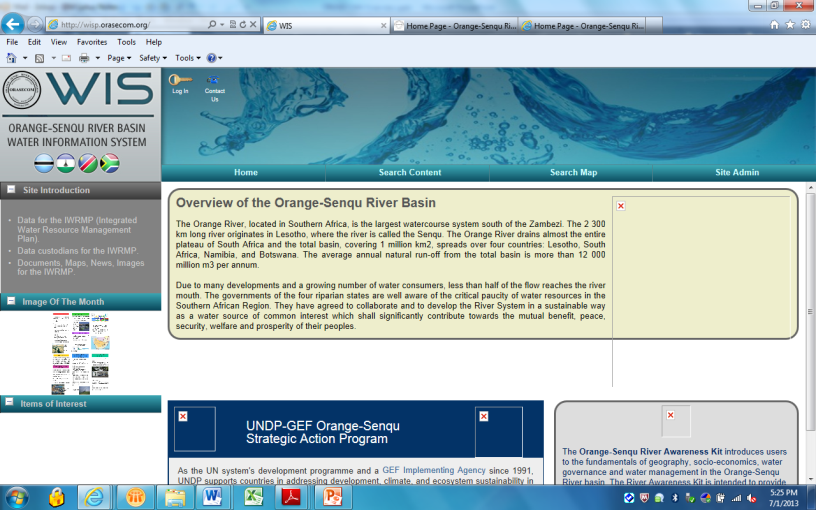 http://wisp.orasecom.org/
WIS
Home Page - Orange-Senqu Ri...
Home Page - Orange-Senqu Ri...
File Edit View Favorites Tools Help
Page Safety Tools
ORASECOM
WIS
ORANGE-SENQU RIVER BASIN
WATER INFORMATION SYSTEM
Log In
Contact
Us
Home Search Content Search Map Site Admin
Site Introduction
Data for the IWRMP (Integrated
Water Resource Management
Plan).
Data custodians for the IWRMP.
Documents, Maps, News, Images
for the IWRMP.
Image Of The Month
Items of Interest
Overview of the Orange-Senqu River Basin
The Orange River, located in Southern Africa, is the largest watercourse system south of the Zambezi. The 2 300
km long river originates in Lesotho, where the river is called the Senqu. The Orange River drains almost the entire
plateau of South Africa and the total basin, covering 1 million km2, spreads over four countries: Lesotho, South
Africa, Namibia, and Botswana. The average annual natural run-off from the total basin is more than 12 000
million m3 per annum.
Due to many developments and a growing number of water consumers, less than half of the flow reaches the river
mouth. The governments of the four riparian states are well aware of the critical paucity of water resources in the
Southern African Region. They have agreed to collaborate and to develop the River System in a sustainable way
as a water source of common interest which shall significantly contribute towards the mutual benefit, peace,
security, welfare and prosperity of their peoples.
UNDP-GEF Orange-Senqu
Strategic Action Program
As the UN system's development programme and a GEF Implementing Agency since 1991,
UNDP supports countries in addressing development, climate, and ecosystem sustainability in
The Orange-Senqu River Awareness Kit introduces users
to the fundamentals of geography, socio-economics, water
governance and water management in the Orange-Senqu
River basin. The River Awareness Kit is intended to provide
5:25 PM
7/1/2013